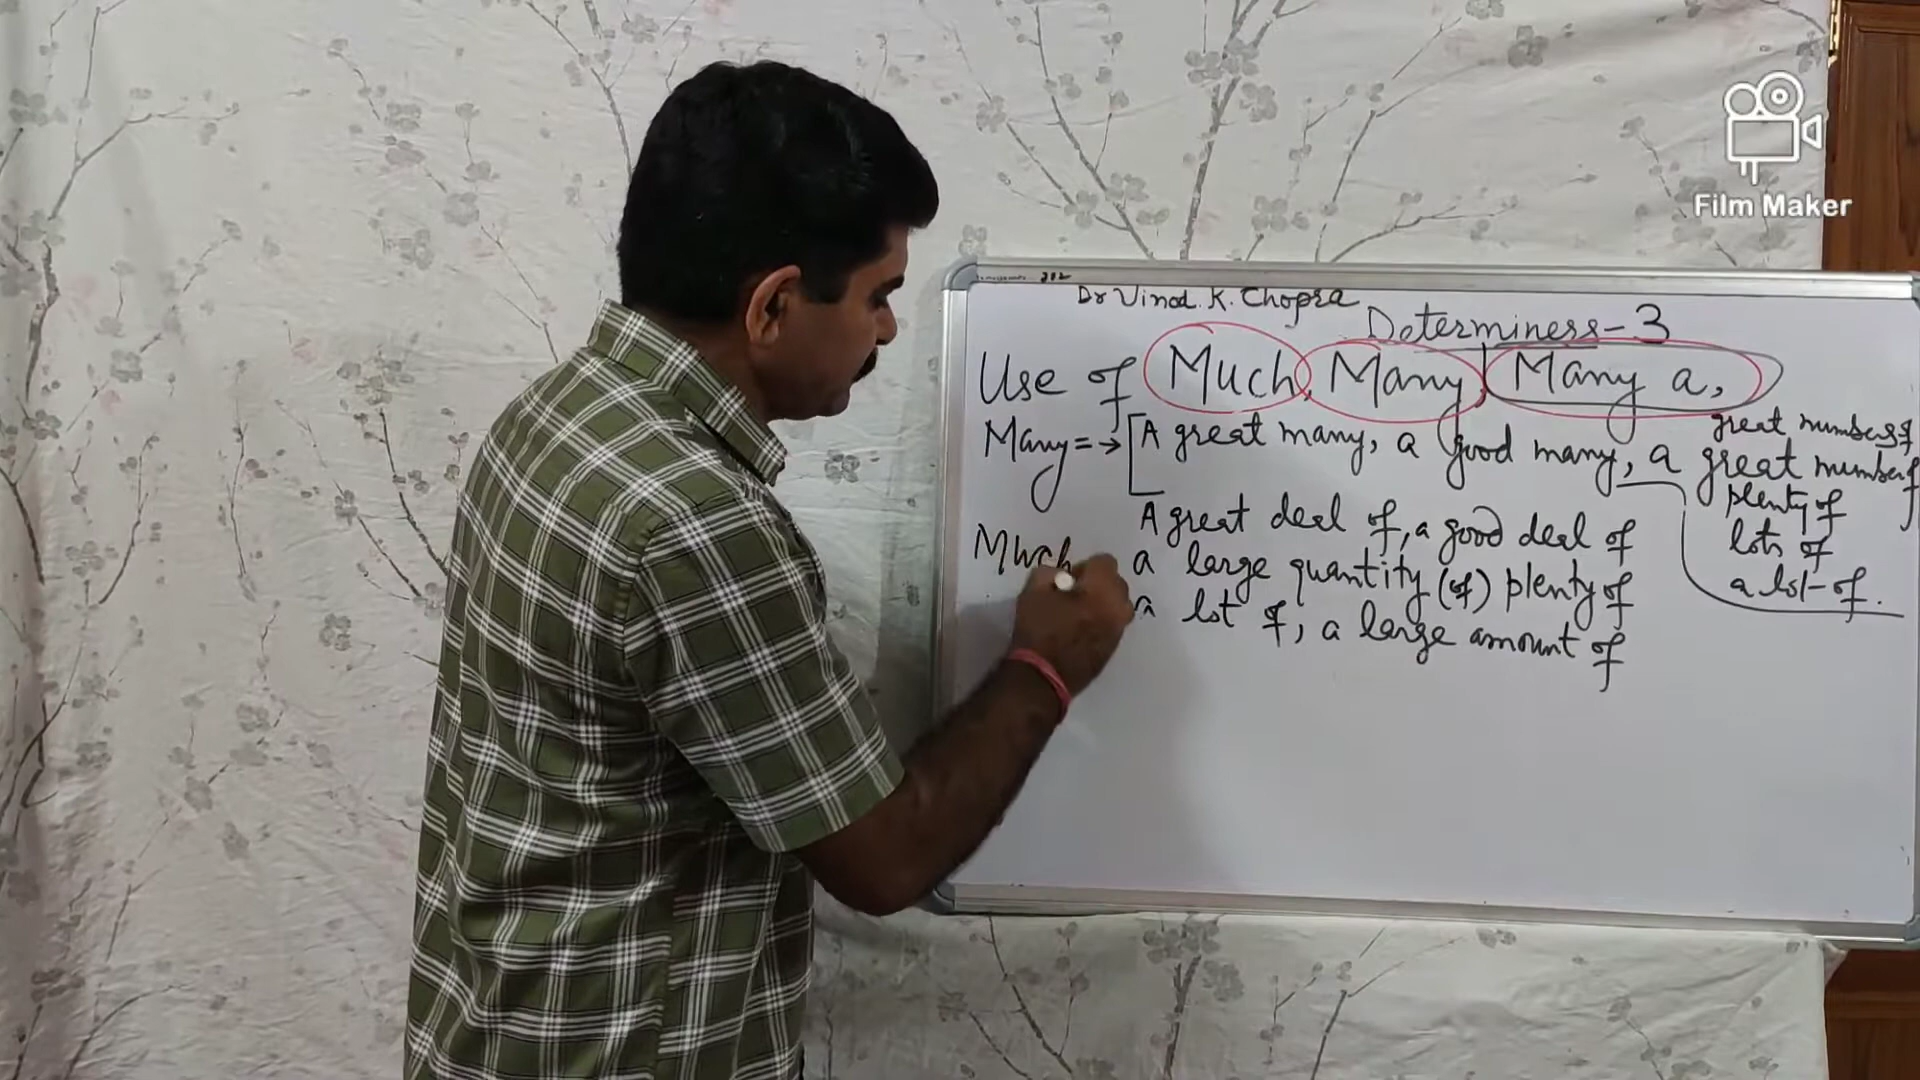 Film Maker
Dr Vinod. K. Chopra
Determiners-3
Use of Much, Many, Many a,
great numbers of
Many = → [A great many, a good many, a great number of
plenty of
lots of
a lot of.
A great deal of, a good deal of
Much a large quantity (of) plenty of
a lot of, a large amount of